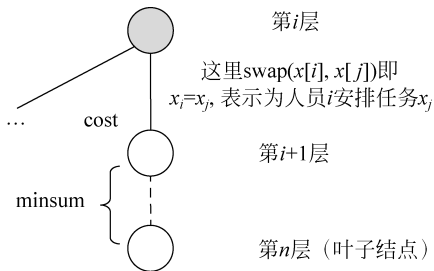 第i层
这里swap(x[i], x[j])即
xi=xj, 表示为人员i安排任务xj
…
cost
第i+1层
minsum
第n层（叶子结点）